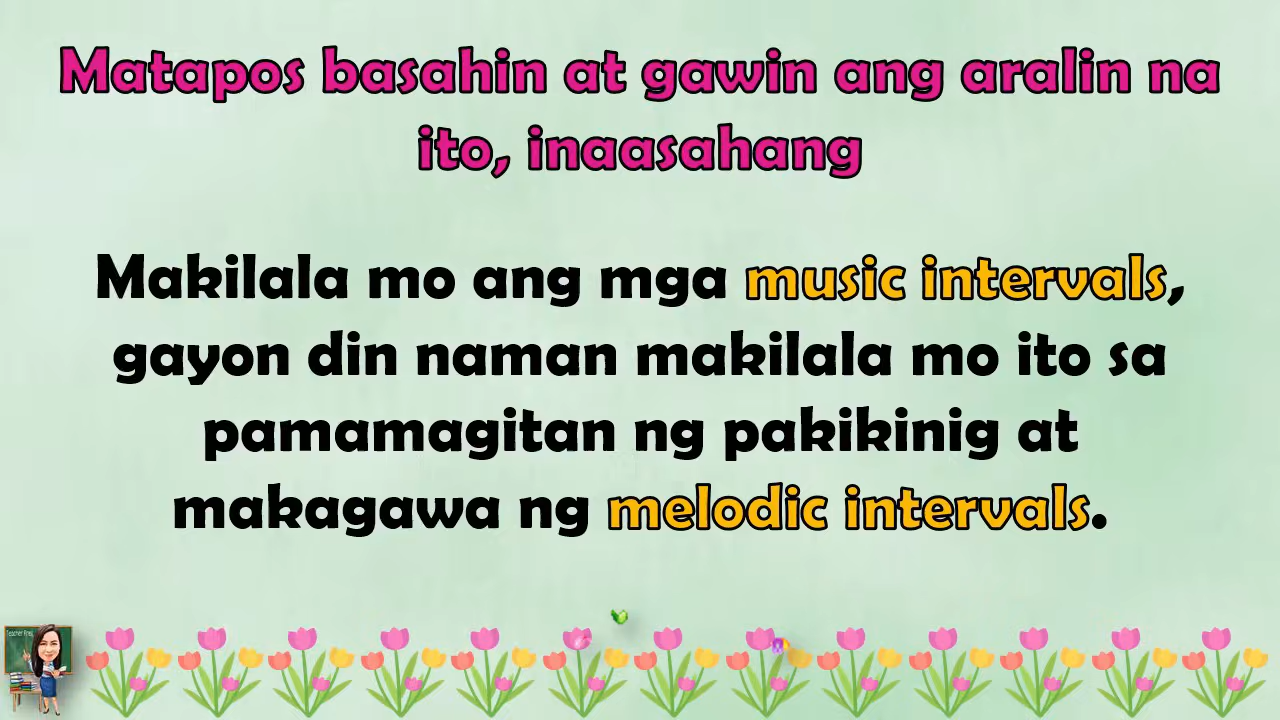 Matapos basahin at gawin ang aralin na
ito, inaasahang
Makilala mo ang mga music intervals,
gayon din naman makilala mo ito sa
pamamagitan ng pakikinig at
makagawa ng melodic intervals.